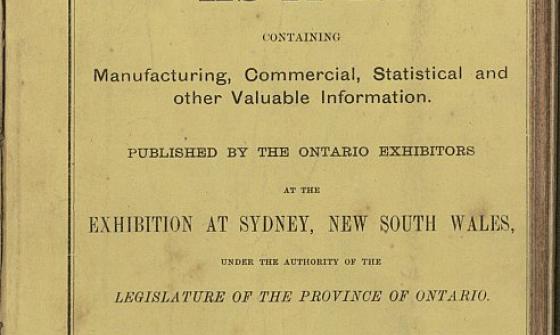 CONTAINING
Manufacturing, Commercial, Statistical and
other Valuable Information.
PUBLISHED BY THE ONTARIO EXHIBITORS
AT THE
EXHIBITION AT SYDNEY, NEW SOUTH WALES,
UNDER THE AUTHORITY OF THE
LEGISLATURE OF THE PROVINCE OF ONTARIO.